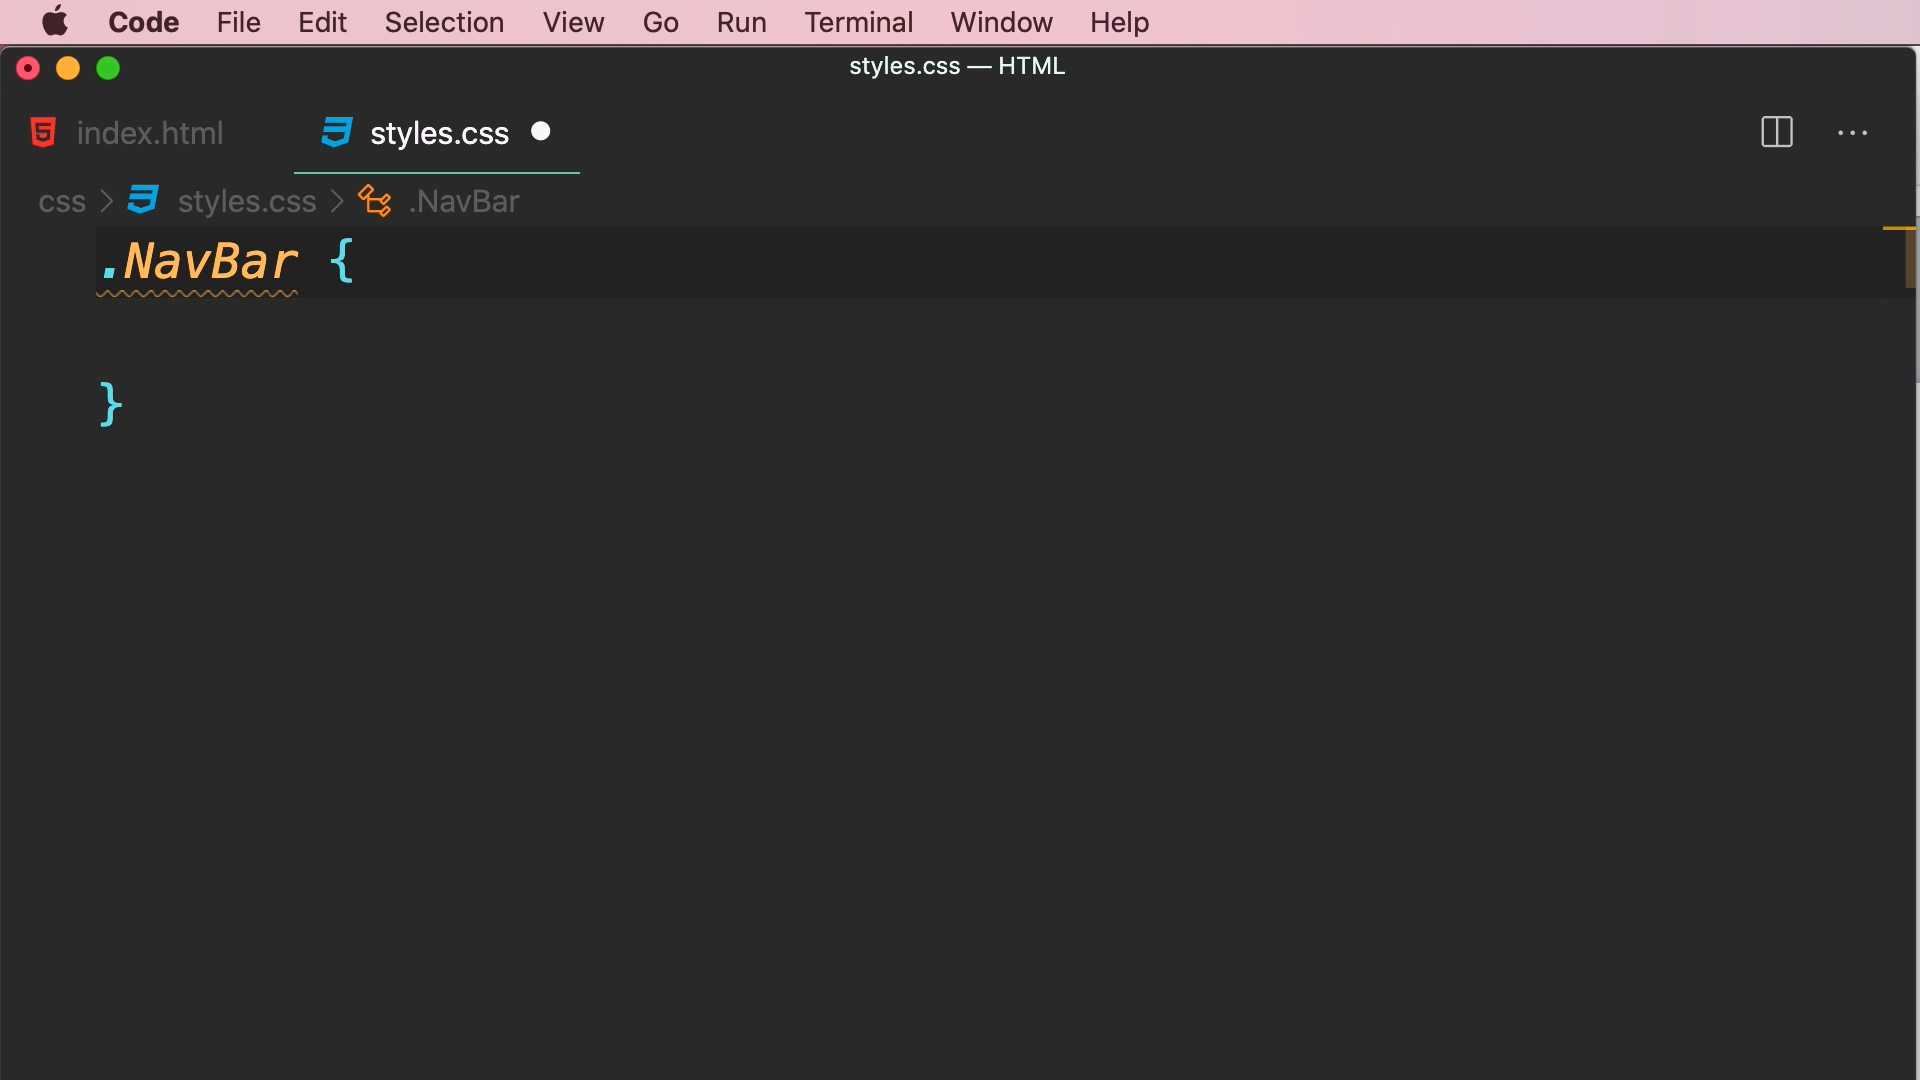 Code File Edit Selection View Go Run Terminal Window Help
styles.css — HTML
index.html styles.css
css > styles.css > .NavBar
.NavBar {
}